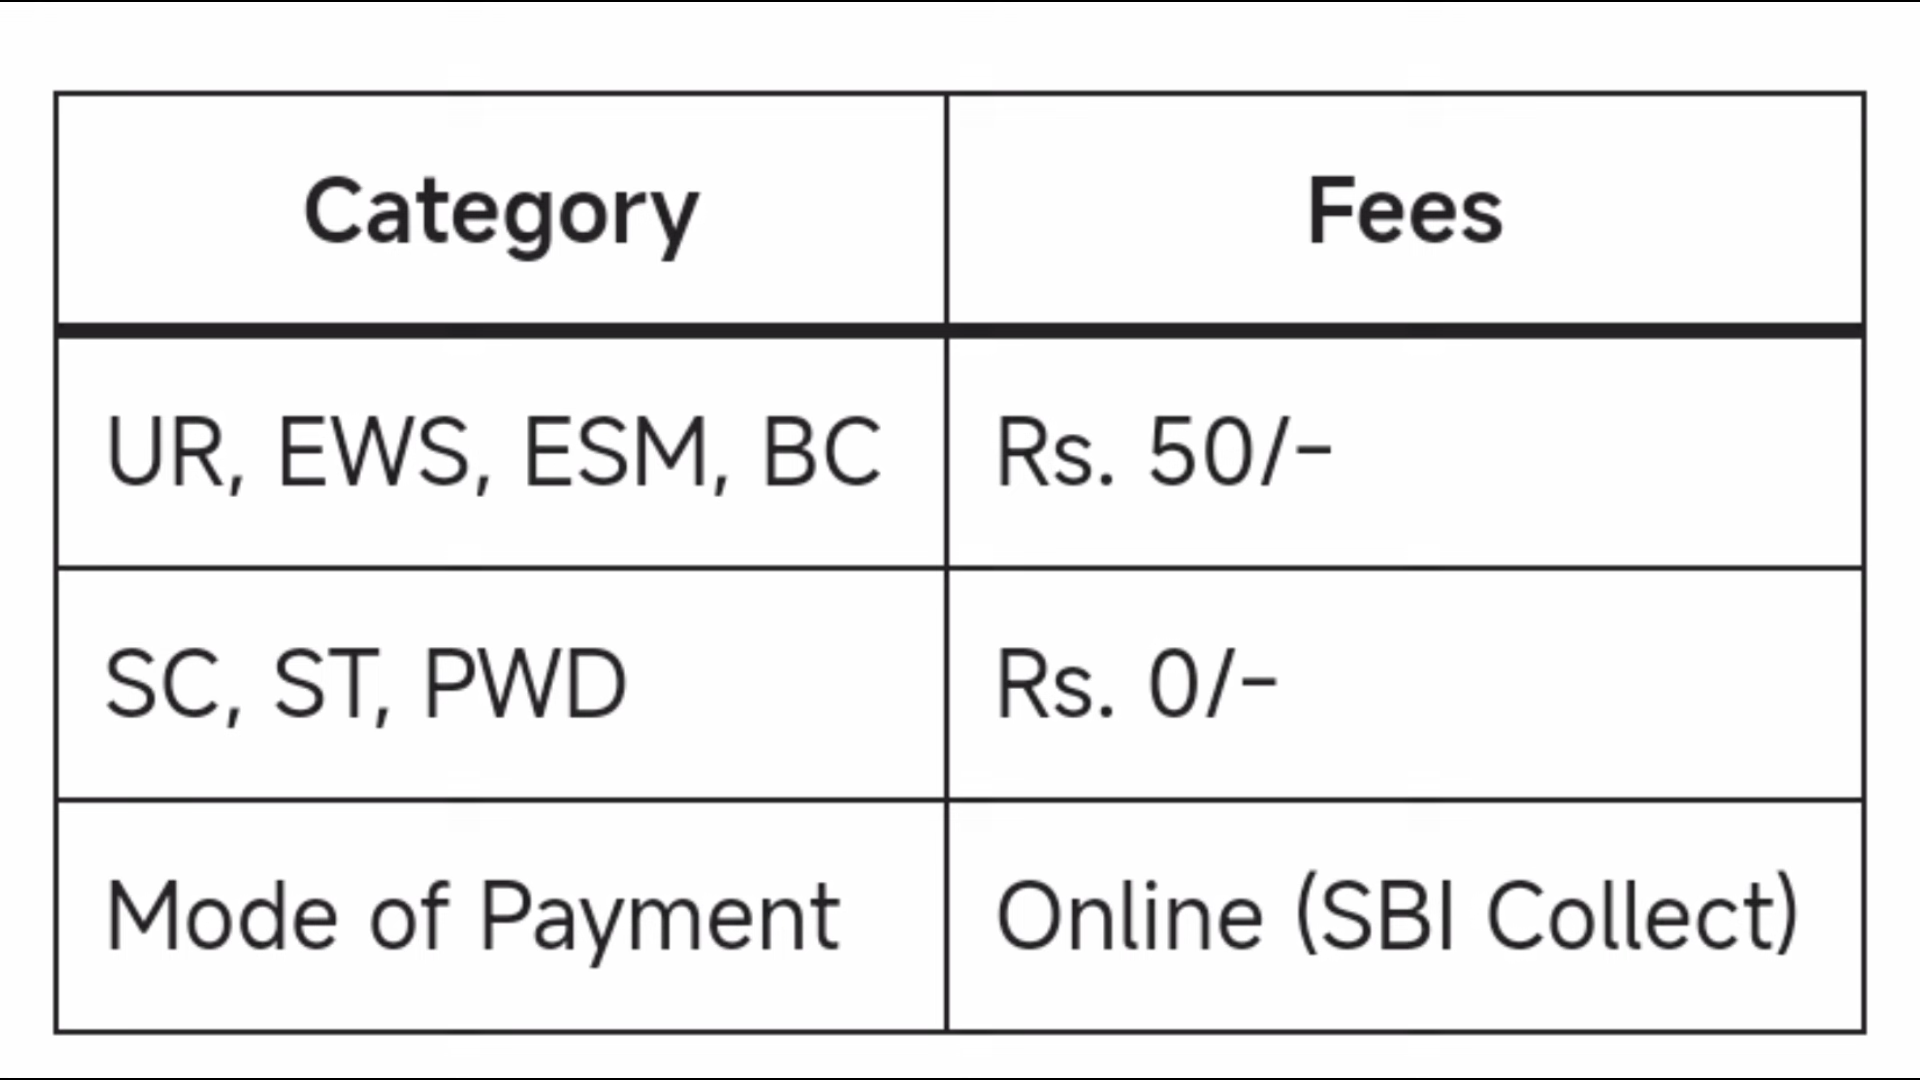 Category Fees
UR, EWS, ESM, BC Rs. 50/-
SC, ST, PWD Rs. 0/-
Mode of Payment Online (SBI Collect)